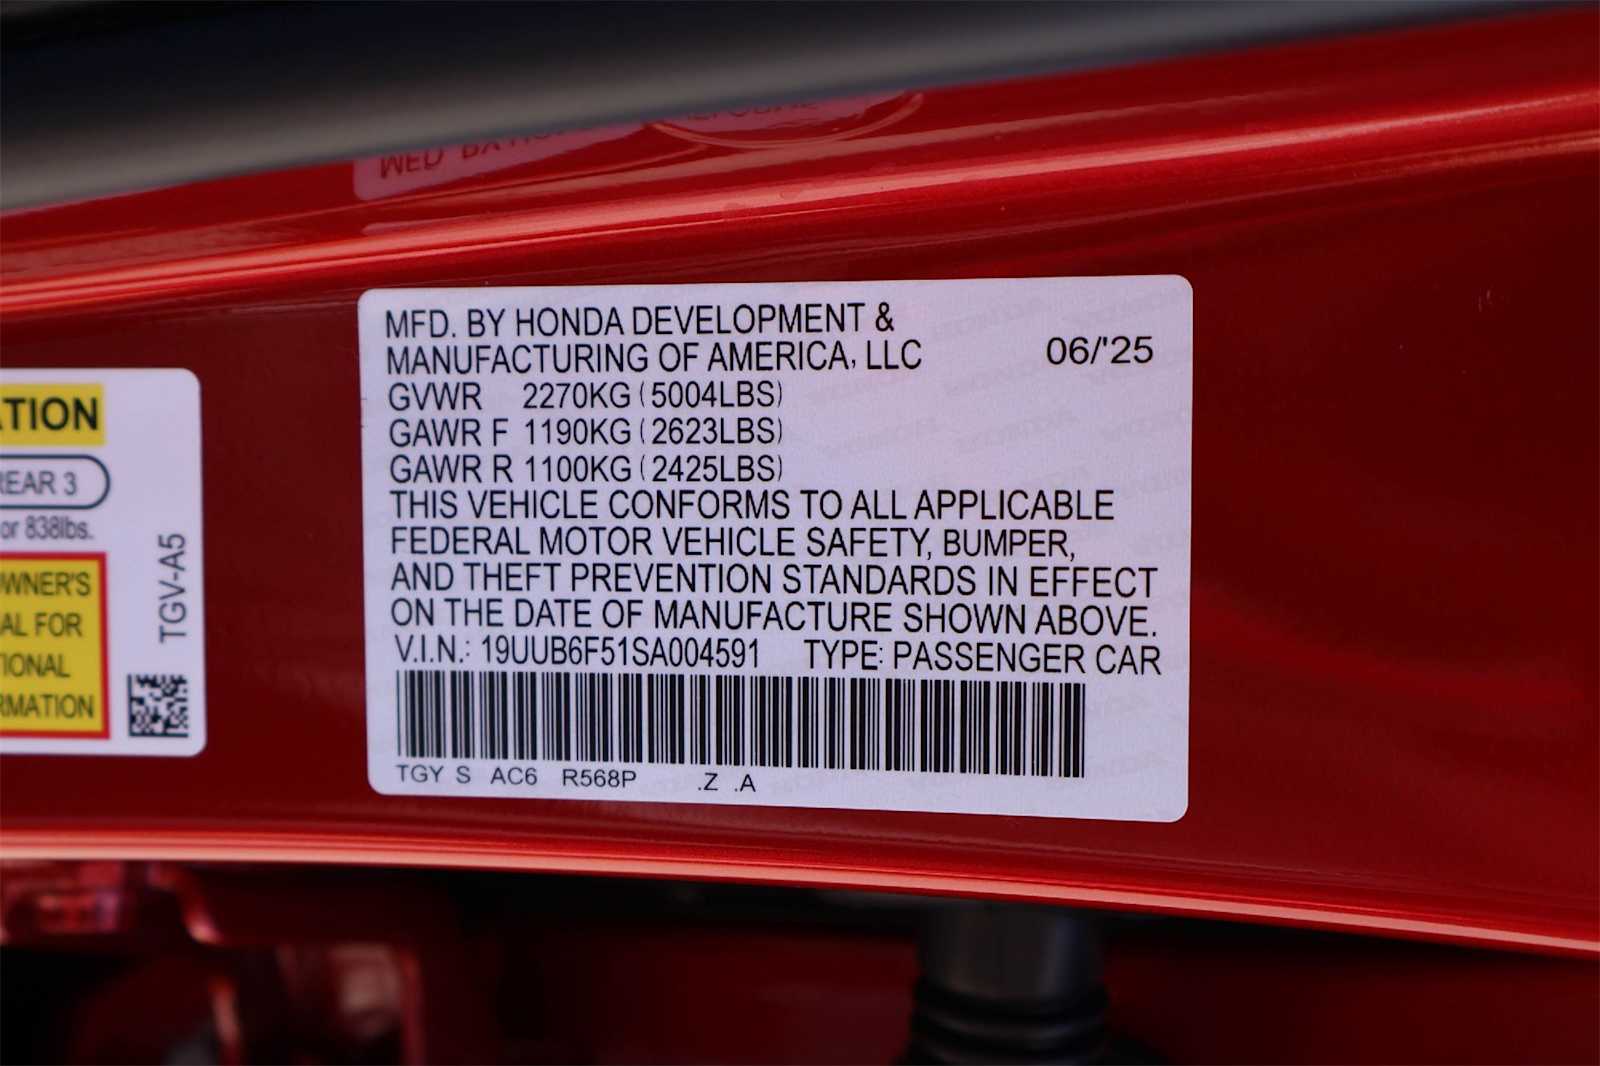 MFD. BY HONDA DEVELOPMENT &
MANUFACTURING OF AMERICA, LLC 06/'25
GVWR 2270KG (5004LBS)
GAWR F 1190KG (2623LBS)
GAWR R 1100KG (2425LBS)
THIS VEHICLE CONFORMS TO ALL APPLICABLE
FEDERAL MOTOR VEHICLE SAFETY, BUMPER,
AND THEFT PREVENTION STANDARDS IN EFFECT
ON THE DATE OF MANUFACTURE SHOWN ABOVE.
V.I.N.: 19UUB6F51SA004591 TYPE: PASSENGER CAR
TGY S AC6 R568P .Z .A
ATION
REAR 3
or 838lbs.
OWNER'S
AL FOR
TIONAL
RMATION
TGV-A5